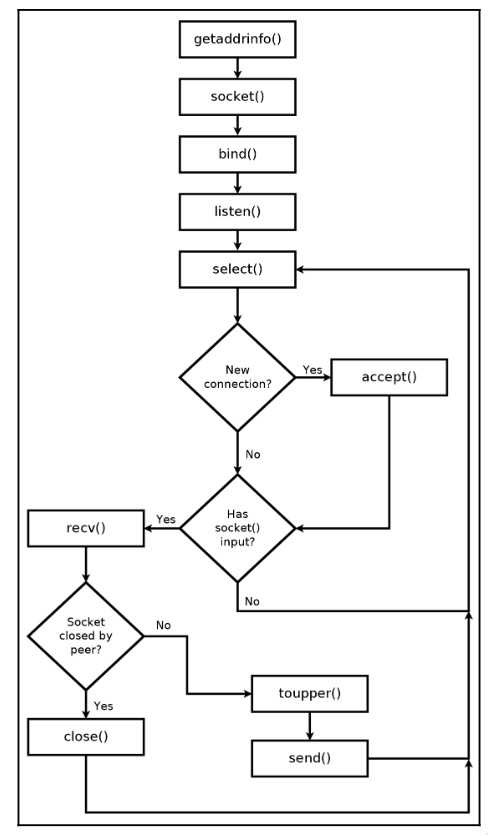 getaddrinfo()
socket()
bind()
listen()
select()
New
connection?
Yes
accept()
No
Has
socket()
input?
Yes
recv()
No
Socket
closed by
peer?
No
toupper()
Yes
close()
send()